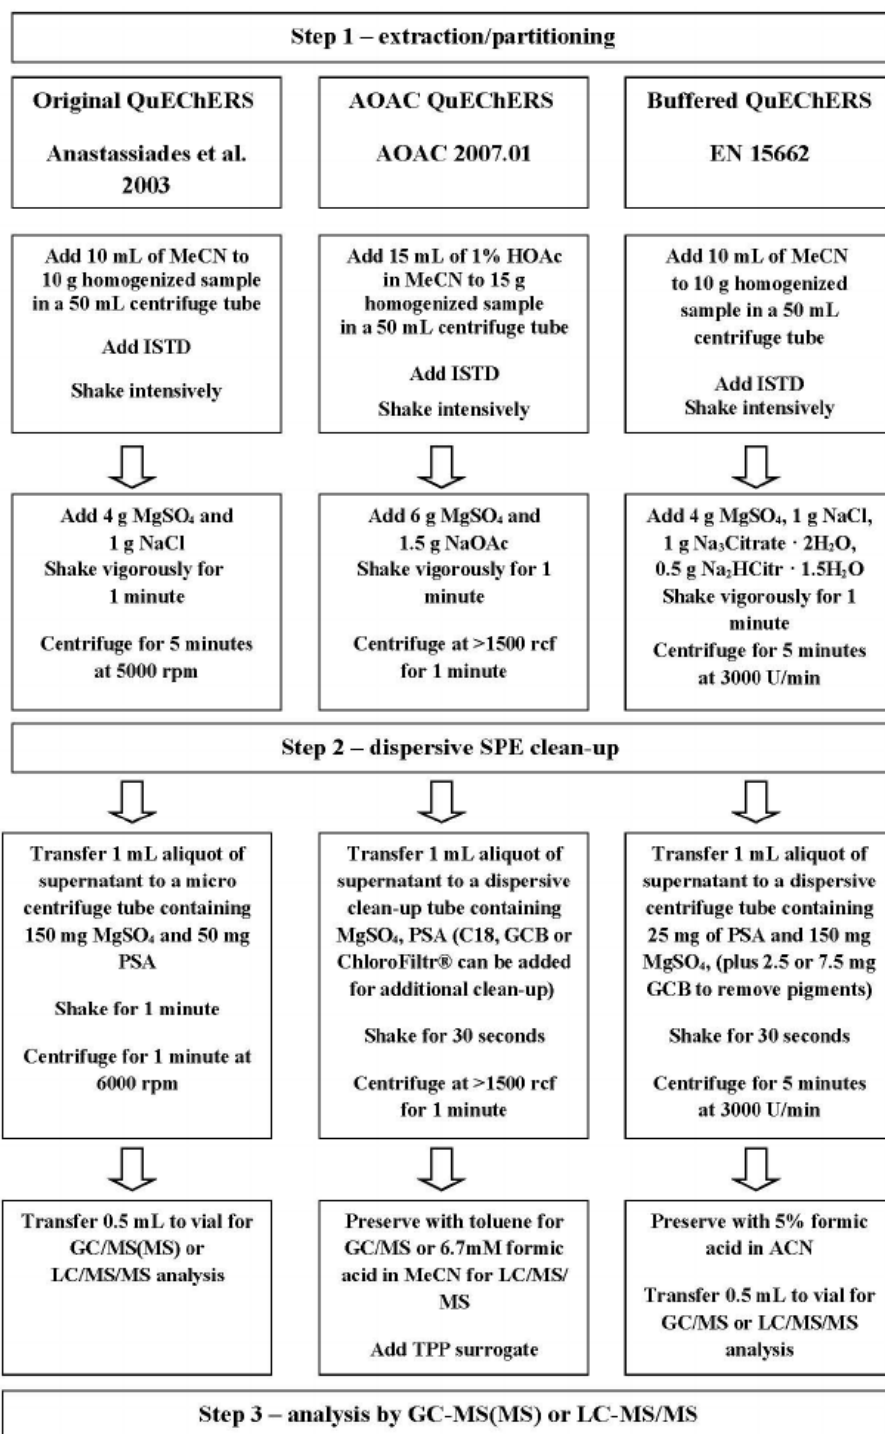 Step 1 – extraction/partitioning
Original QuEChERS
Anastassiades et al.
2003
AOAC QuEChERS
AOAC 2007.01
Buffered QuEChERS
EN 15662
Add 10 mL of MeCN to
10 g homogenized sample
in a 50 mL centrifuge tube
Add ISTD
Shake intensively
Add 15 mL of 1% HOAc
in MeCN to 15 g
homogenized sample
in a 50 mL centrifuge tube
Add ISTD
Shake intensively
Add 10 mL of MeCN
to 10 g homogenized
sample in a 50 mL
centrifuge tube
Add ISTD
Shake intensively
Add 4 g MgSO₄ and
1 g NaCl
Shake vigorously for
1 minute
Centrifuge for 5 minutes
at 5000 rpm
Add 6 g MgSO₄ and
1.5 g NaOAc
Shake vigorously for 1
minute
Centrifuge at >1500 rcf
for 1 minute
Add 4 g MgSO₄, 1 g NaCl,
1 g Na₃Citrate · 2H₂O,
0.5 g Na₂HCitr · 1.5H₂O
Shake vigorously for 1
minute
Centrifuge for 5 minutes
at 3000 U/min
Step 2 – dispersive SPE clean-up
Transfer 1 mL aliquot of
supernatant to a micro
centrifuge tube containing
150 mg MgSO₄ and 50 mg
PSA
Shake for 1 minute
Centrifuge for 1 minute at
6000 rpm
Transfer 1 mL aliquot of
supernatant to a dispersive
clean-up tube containing
MgSO₄, PSA (C18, GCB or
ChloroFiltr® can be added
for additional clean-up)
Shake for 30 seconds
Centrifuge at >1500 rcf
for 1 minute
Transfer 1 mL aliquot of
supernatant to a dispersive
centrifuge tube containing
25 mg of PSA and 150 mg
MgSO₄, (plus 2.5 or 7.5 mg
GCB to remove pigments)
Shake for 30 seconds
Centrifuge for 5 minutes
at 3000 U/min
Transfer 0.5 mL to vial for
GC/MS(MS) or
LC/MS/MS analysis
Preserve with toluene for
GC/MS or 6.7mM formic
acid in MeCN for LC/MS/
MS
Add TPP surrogate
Preserve with 5% formic
acid in ACN
Transfer 0.5 mL to vial for
GC/MS or LC/MS/MS
analysis
Step 3 – analysis by GC-MS(MS) or LC-MS/MS